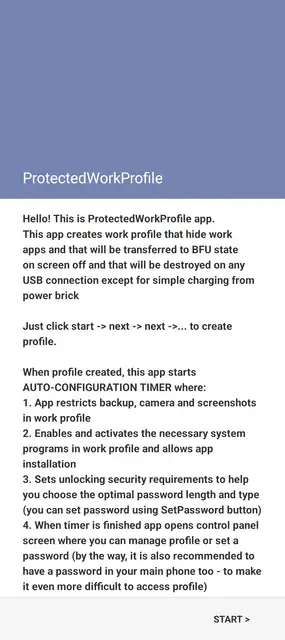 ProtectedWorkProfile
Hello! This is ProtectedWorkProfile app.
This app creates work profile that hide work
apps and that will be transferred to BFU state
on screen off and that will be destroyed on any
USB connection except for simple charging from
power brick
Just click start -> next -> next ->... to create
profile.
When profile created, this app starts
AUTO-CONFIGURATION TIMER where:
1. App restricts backup, camera and screenshots
in work profile
2. Enables and activates the necessary system
programs in work profile and allows app
installation
3. Sets unlocking security requirements to help
you choose the optimal password length and type
(you can set password using SetPassword button)
4. When timer is finished app opens control panel
screen where you can manage profile or set a
password (by the way, it is also recommended to
have a password in your main phone too - to make
it even more difficult to access profile)
START >